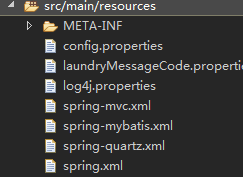 src/main/resources
META-INF
config.properties
laundryMessageCode.propertie
log4j.properties
spring-mvc.xml
spring-mybatis.xml
spring-quartz.xml
spring.xml